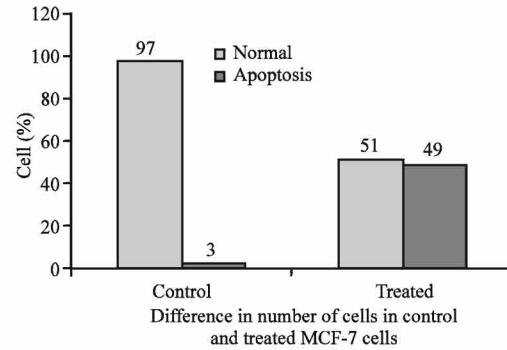 120
100
80
60
40
20
0
Cell (%)
Normal
Apoptosis
97
3
51
49
Control
Treated
Difference in number of cells in control
and treated MCF-7 cells